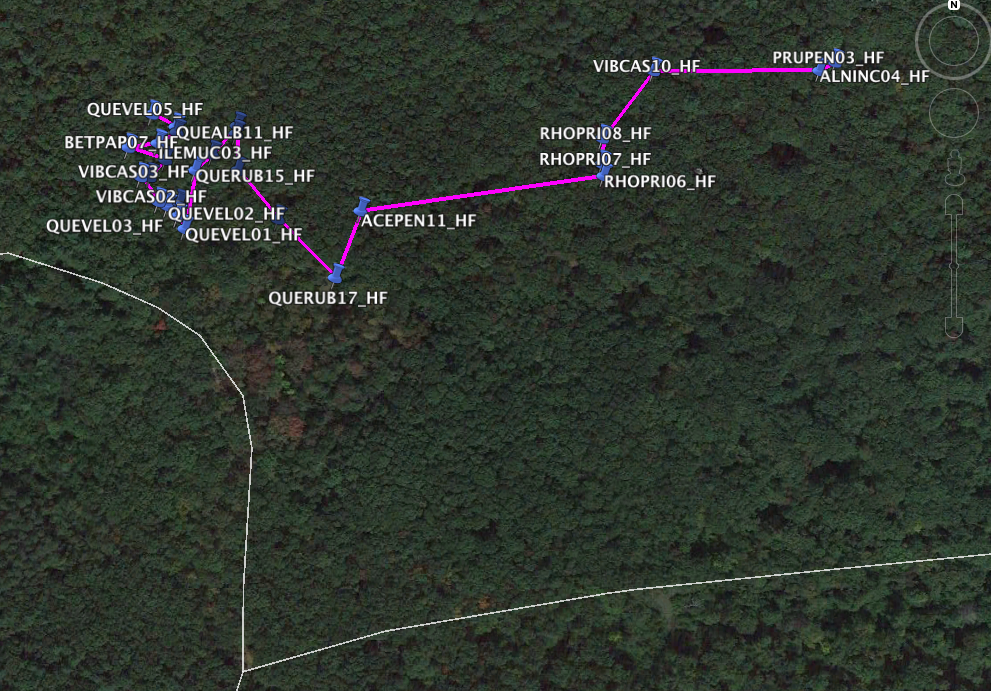 N
VIBCAS10_HF
PRUPEN03_HF
ALNINC04_HF
QUEVEL05_HF
QUEALB11_HF
RHOPRI08_HF
BETPAP07_HF
ILEMUC03_HF
RHOPRI07_HF
VIBCAS03_HF
QUERUB15_HF
RHOPRI06_HF
VIBCAS02_HF
QUEVEL02_HF
ACEPEN11_HF
QUEVEL03_HF
QUEVEL01_HF
QUERUB17_HF